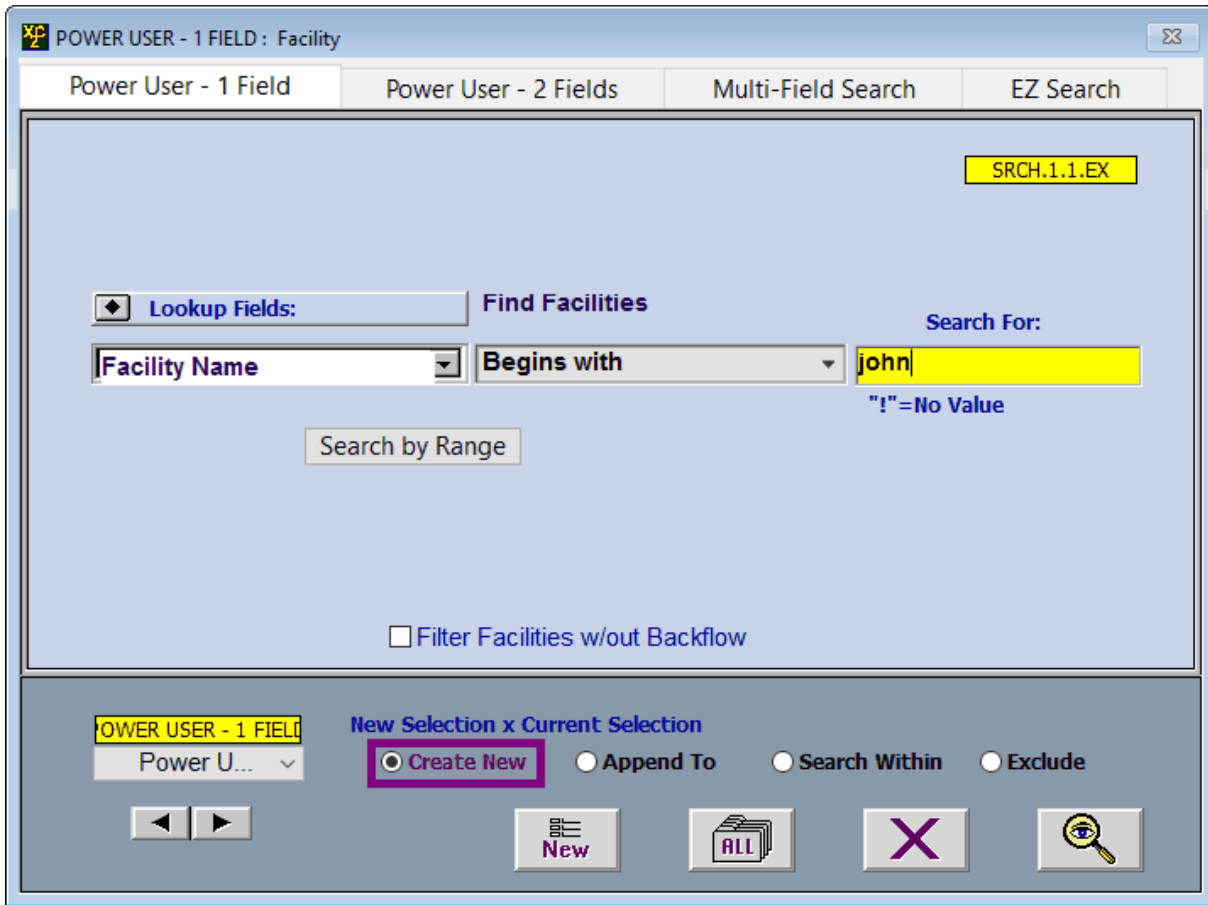 POWER USER - 1 FIELD : Facility
Power User - 1 Field
Power User - 2 Fields
Multi-Field Search
EZ Search
SRCH.1.1.EX
Lookup Fields:
Find Facilities
Search For:
Facility Name
Begins with
john
"!"=No Value
Search by Range
Filter Facilities w/out Backflow
POWER USER - 1 FIELD
New Selection x Current Selection
Power U...
Create New
Append To
Search Within
Exclude
New
ALL